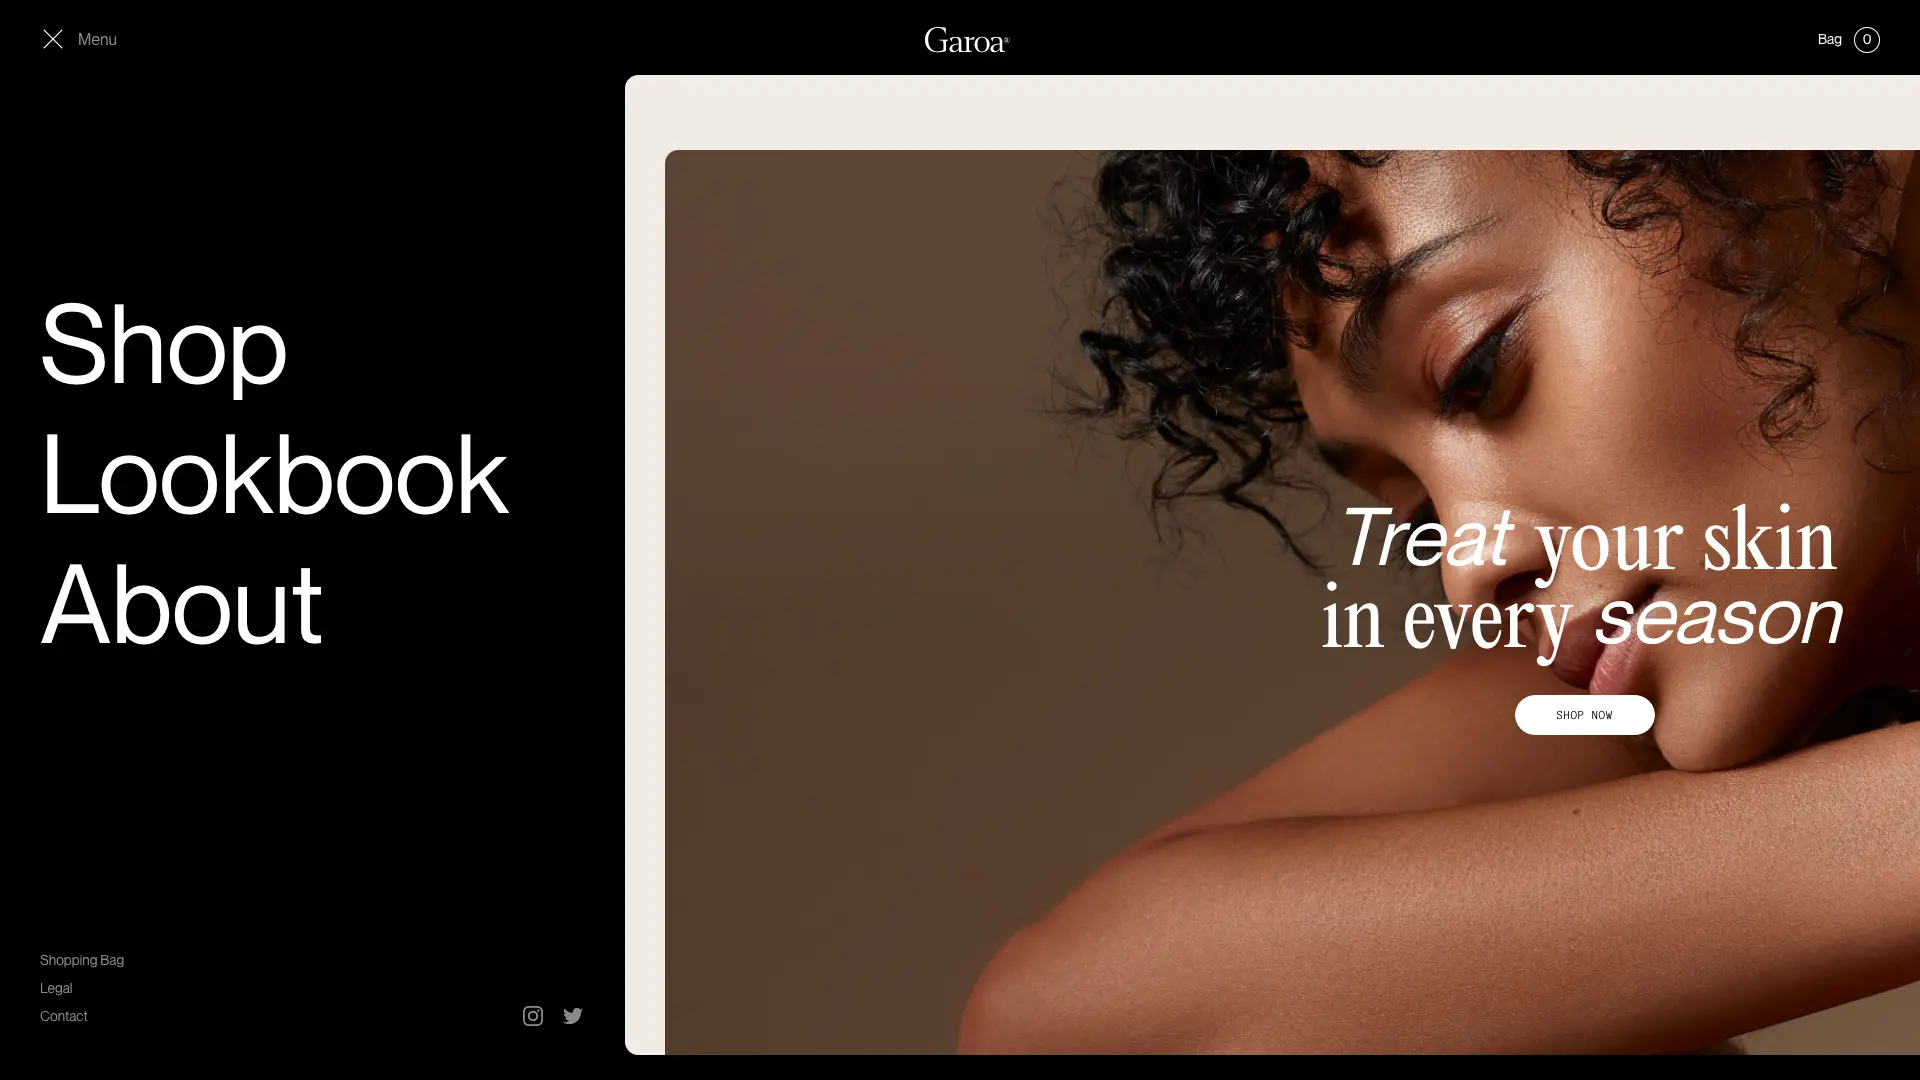 Menu
Garoa®
Bag 0
Shop
Lookbook
About
Treat your skin
in every season
SHOP NOW
Shopping Bag
Legal
Contact